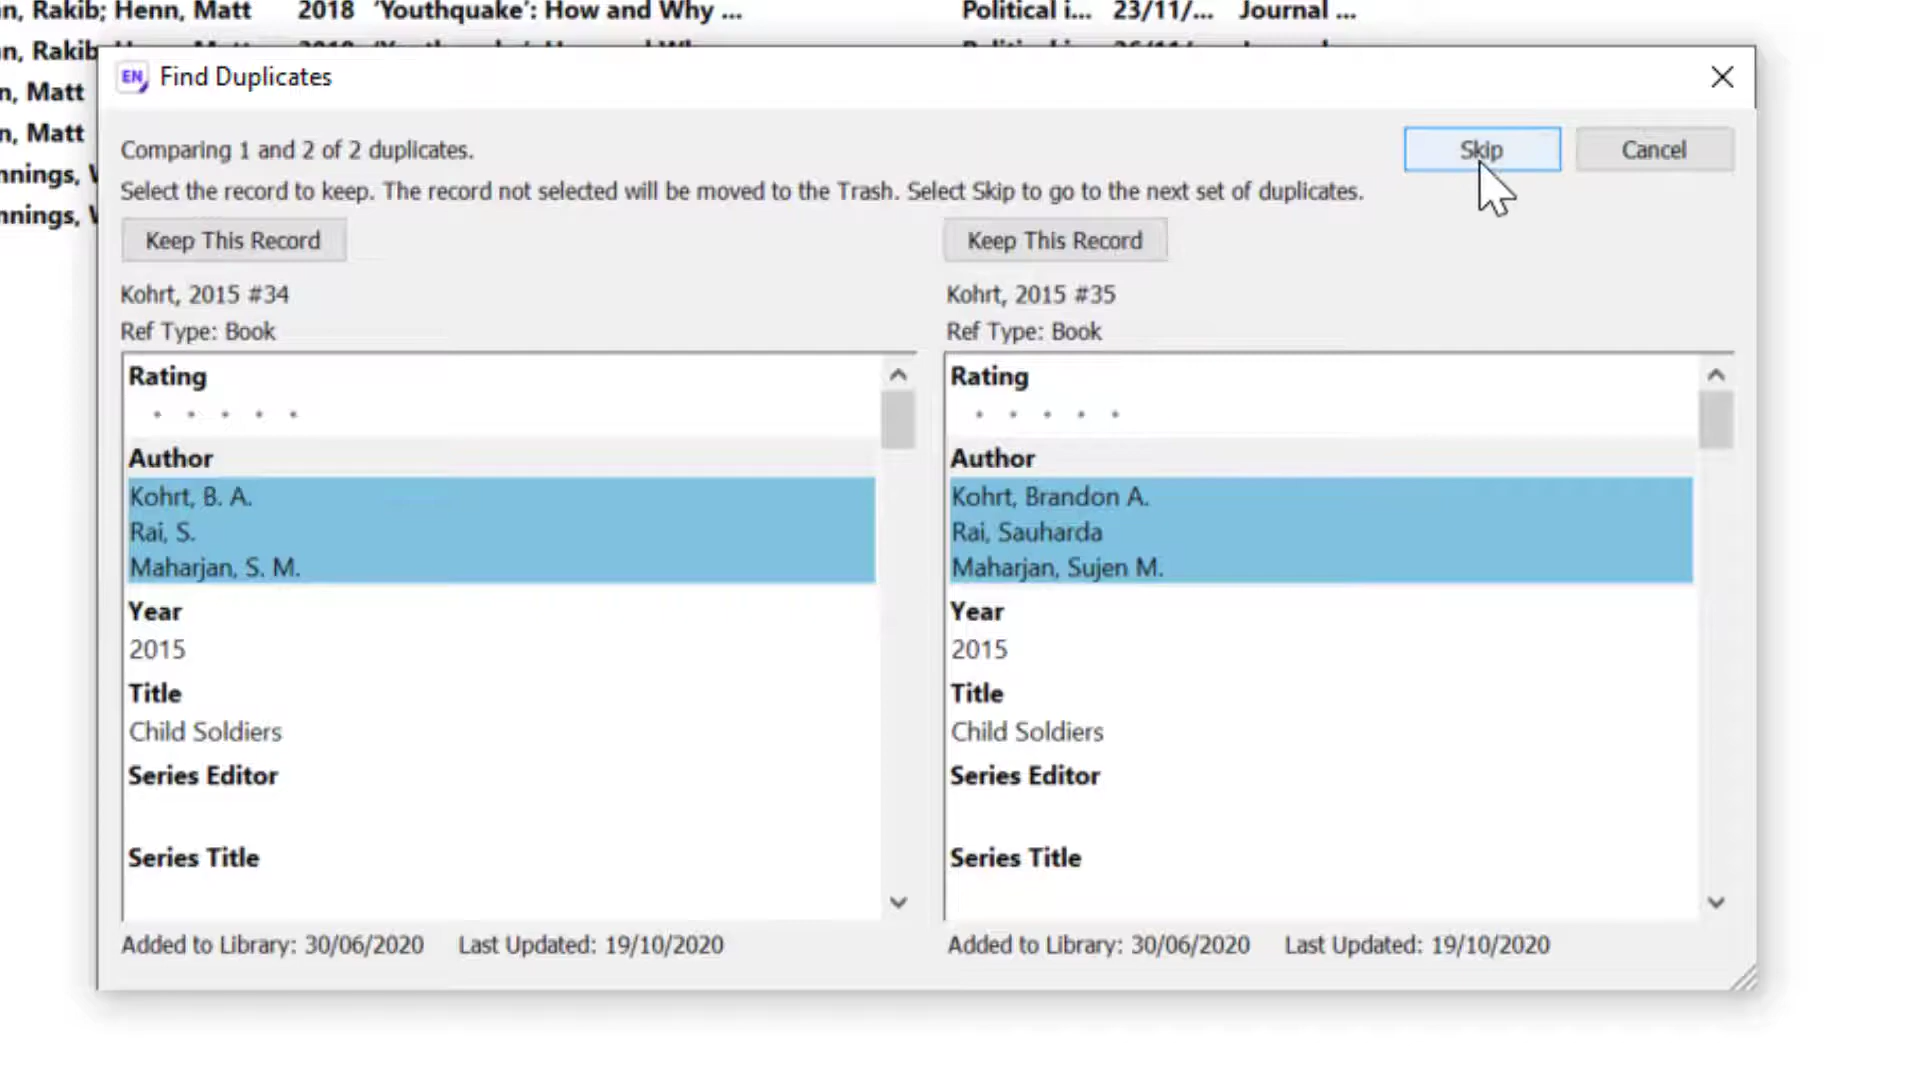 n, Rakib; Henn, Matt 2018 'Youthquake': How and Why ... Political i... 23/11/... Journal ...
n, Rakib
n, Matt
n, Matt
nnings, 
nnings, 
EN Find Duplicates
Comparing 1 and 2 of 2 duplicates.
Skip Cancel
Select the record to keep. The record not selected will be moved to the Trash. Select Skip to go to the next set of duplicates.
Keep This Record Keep This Record
Kohrt, 2015 #34 Kohrt, 2015 #35
Ref Type: Book Ref Type: Book
Rating
Author
Kohrt, B. A.
Rai, S.
Maharjan, S. M.
Year
2015
Title
Child Soldiers
Series Editor
Series Title
Rating
Author
Kohrt, Brandon A.
Rai, Sauharda
Maharjan, Sujen M.
Year
2015
Title
Child Soldiers
Series Editor
Series Title
Added to Library: 30/06/2020 Last Updated: 19/10/2020
Added to Library: 30/06/2020 Last Updated: 19/10/2020